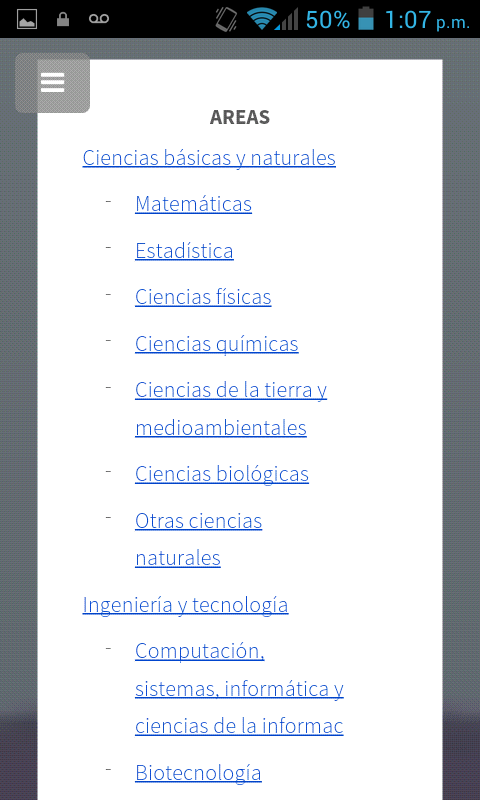 50% 1:07 p.m.
AREAS
Ciencias básicas y naturales
- Matemáticas
- Estadística
- Ciencias físicas
- Ciencias químicas
- Ciencias de la tierra y
medioambientales
- Ciencias biológicas
- Otras ciencias
naturales
Ingeniería y tecnología
- Computación,
sistemas, informática y
ciencias de la informac
- Biotecnología